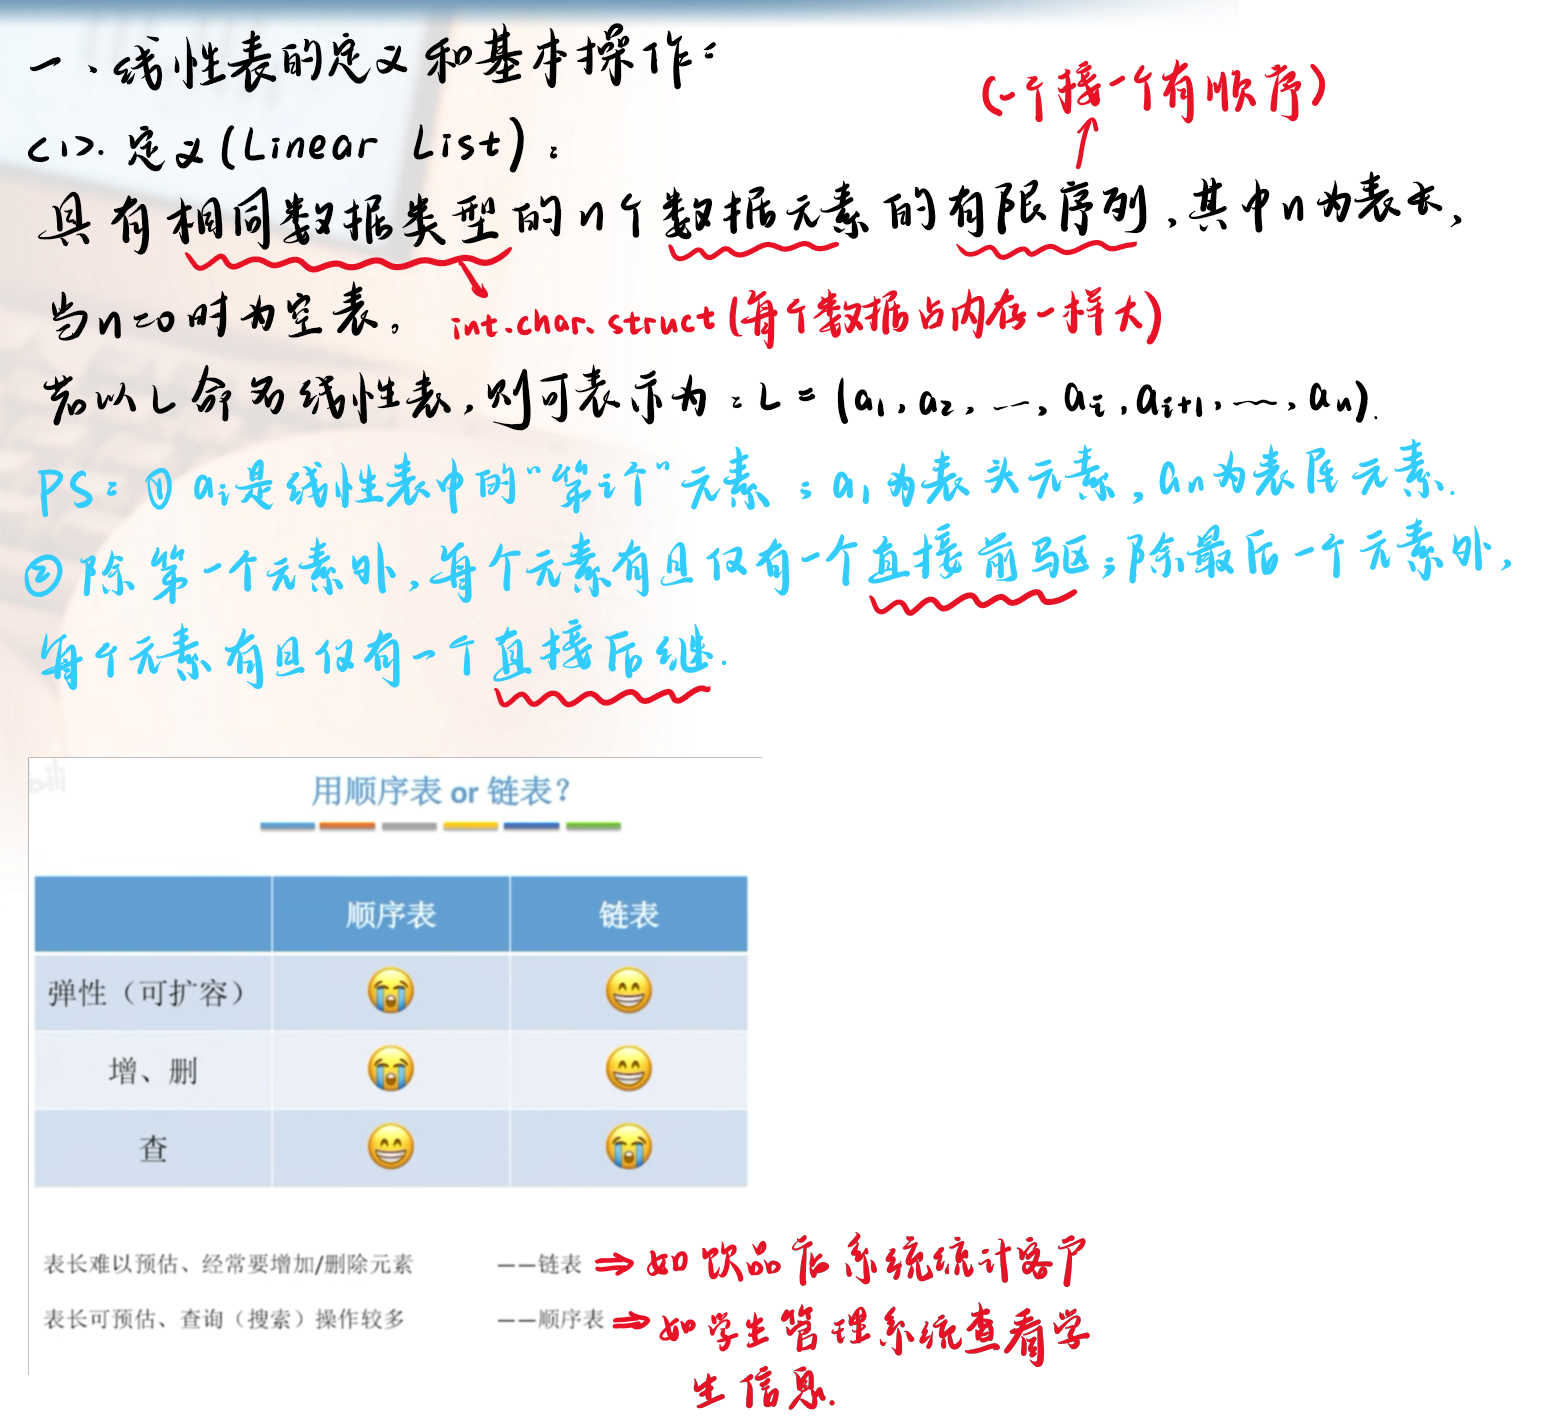 一、线性表的定义和基本操作：
(一个接一个有顺序)
<1>. 定义(Linear List)：
具有相同数据类型的n个数据元素的有限序列,其中n为表长,
当n=0时为空表。 int.char、struct(每个数据占内存一样大)
若以L命名线性表,则可表示为：L=(a₁,a₂,…,aᵢ,aᵢ₊₁,…,aₙ).
PS：① aᵢ是线性表中的“第i个”元素；a₁为表头元素,aₙ为表尾元素.
② 除第一个元素外,每个元素有且仅有一个直接前驱；除最后一个元素外,
每个元素有且仅有一个直接后继.
用顺序表 or 链表？
顺序表 链表
弹性（可扩容） 😭 😁
增、删 😭 😁
查 😁 😭
表长难以预估、经常要增加/删除元素 ——链表 ⇒ 如饮品店系统统计客户
表长可预估、查询（搜索）操作较多 ——顺序表 ⇒ 如学生管理系统查看学
生信息.